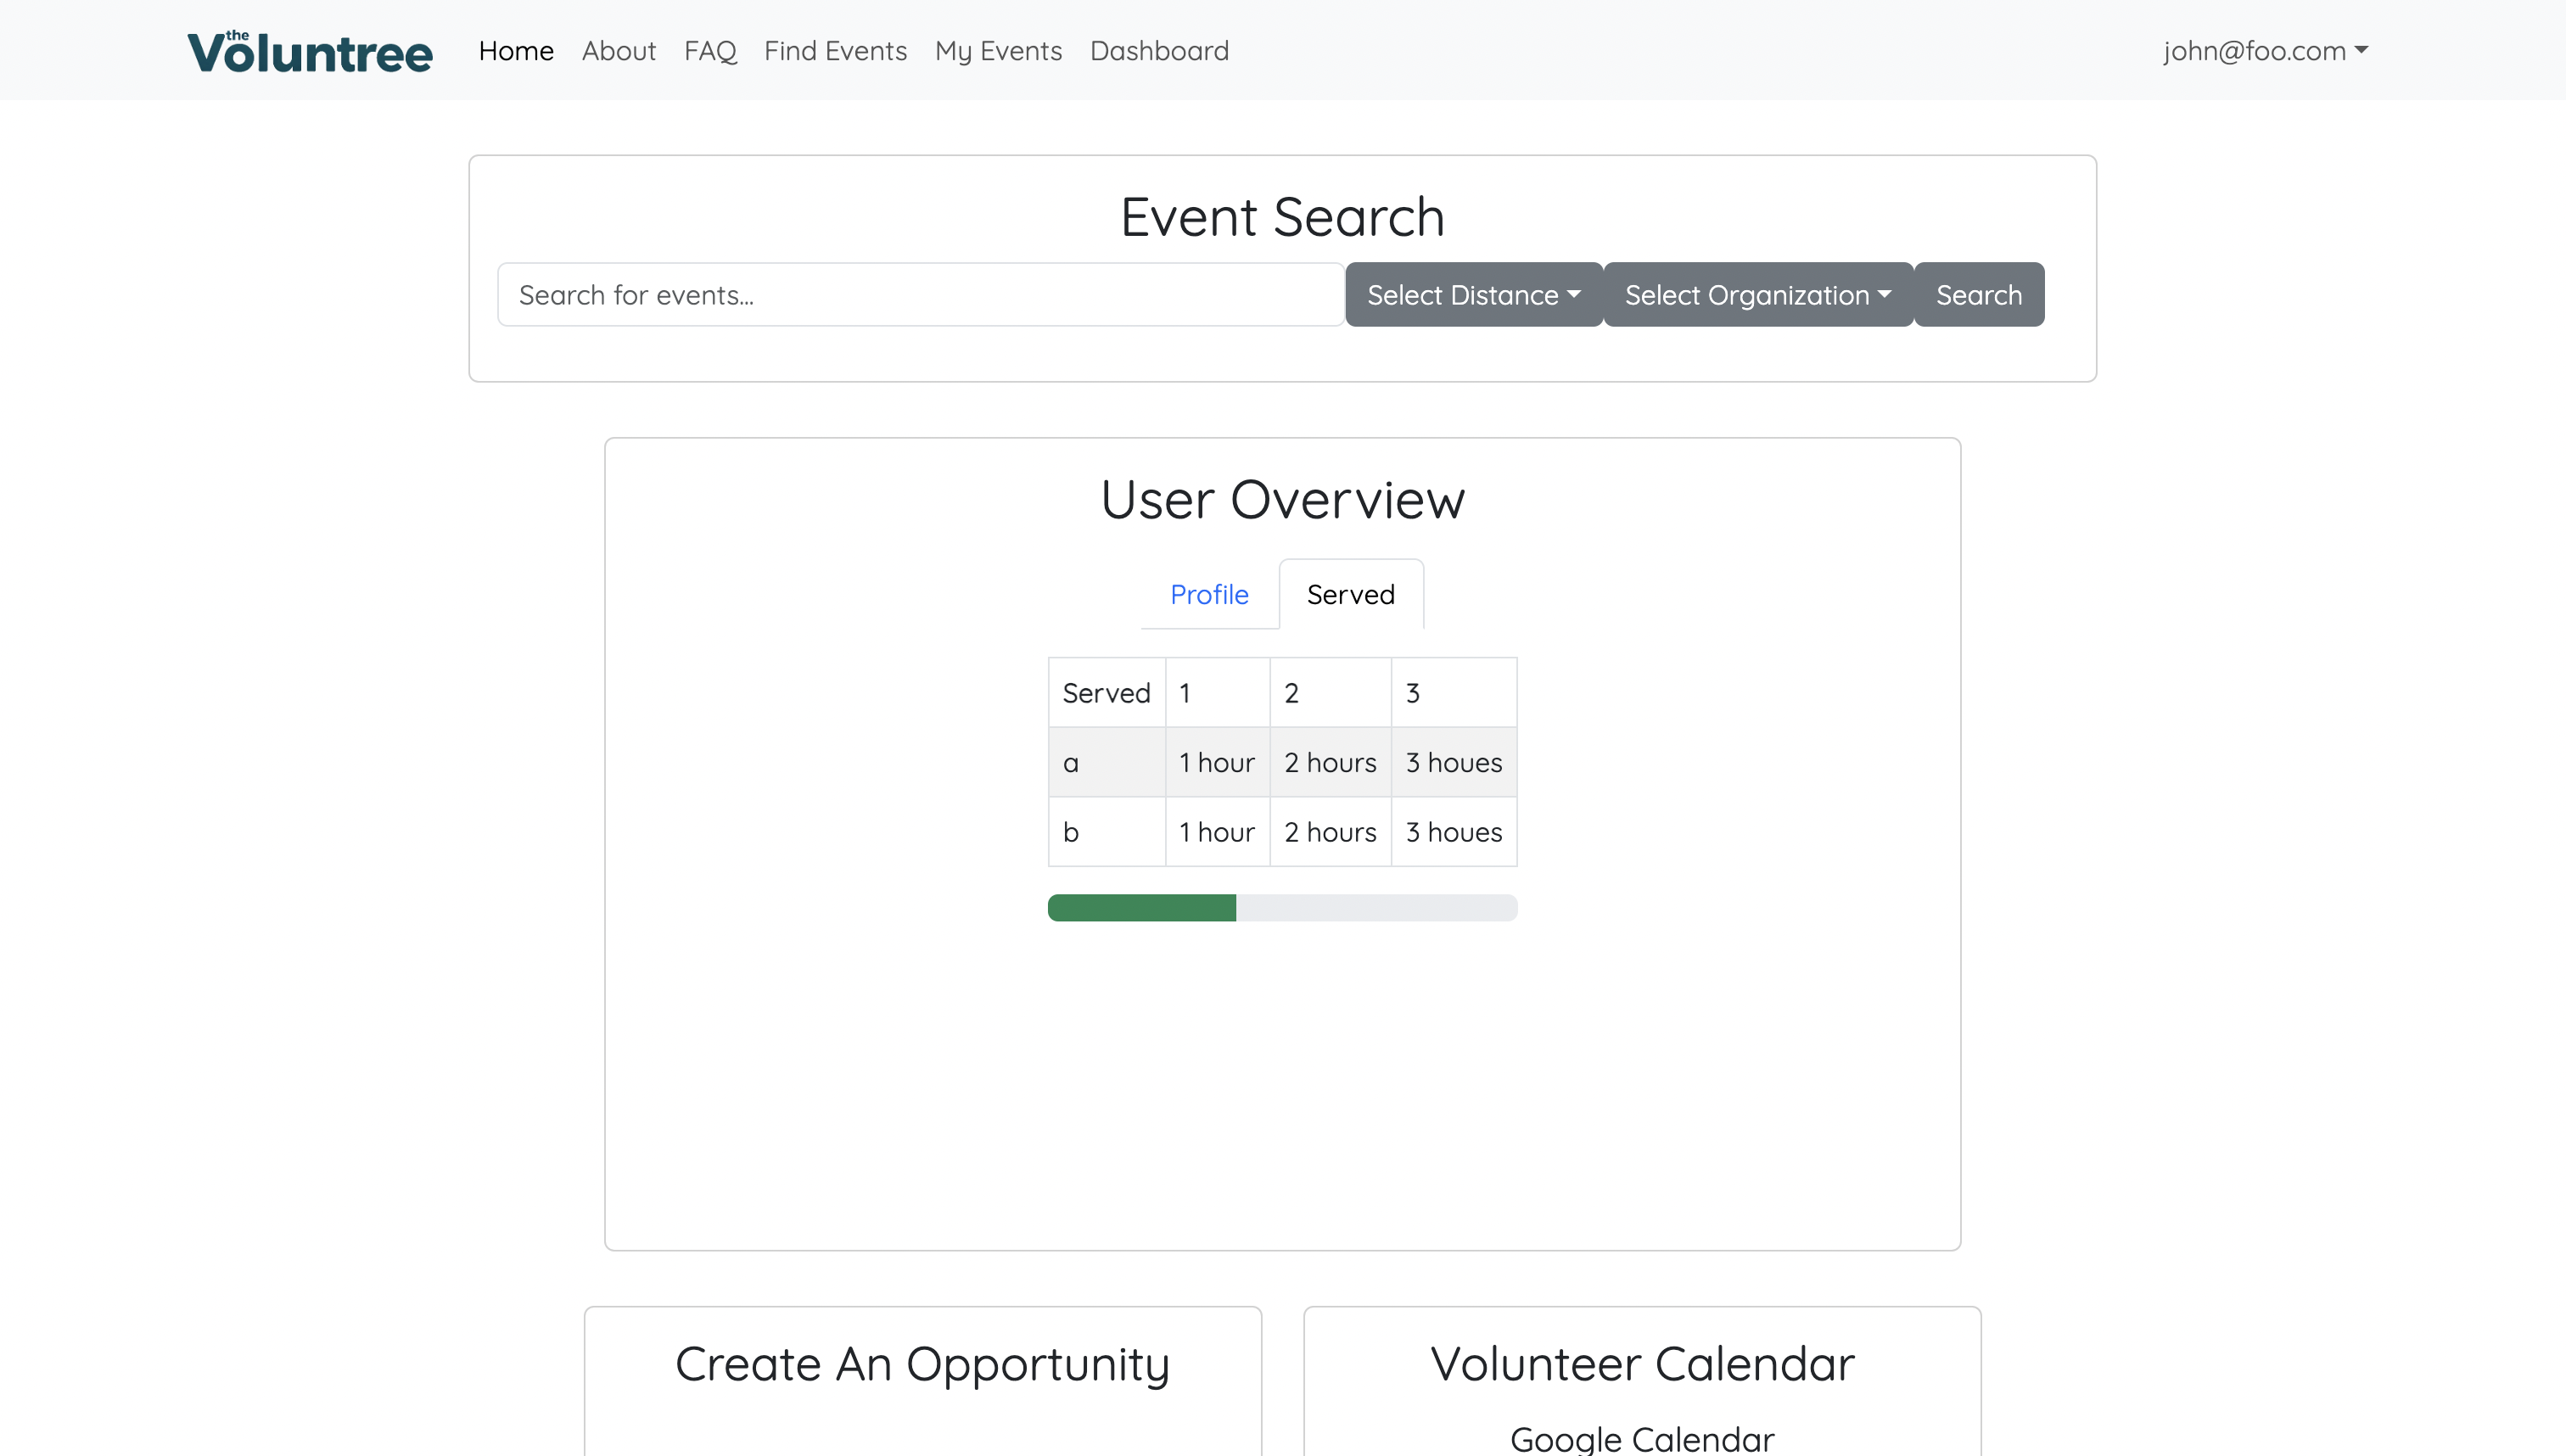 the
Voluntree Home About FAQ Find Events My Events Dashboard john@foo.com
Event Search
Search for events... Select Distance Select Organization Search
User Overview
Profile Served
Served 1 2 3
a 1 hour 2 hours 3 houes
b 1 hour 2 hours 3 houes
Create An Opportunity Volunteer Calendar
Google Calendar